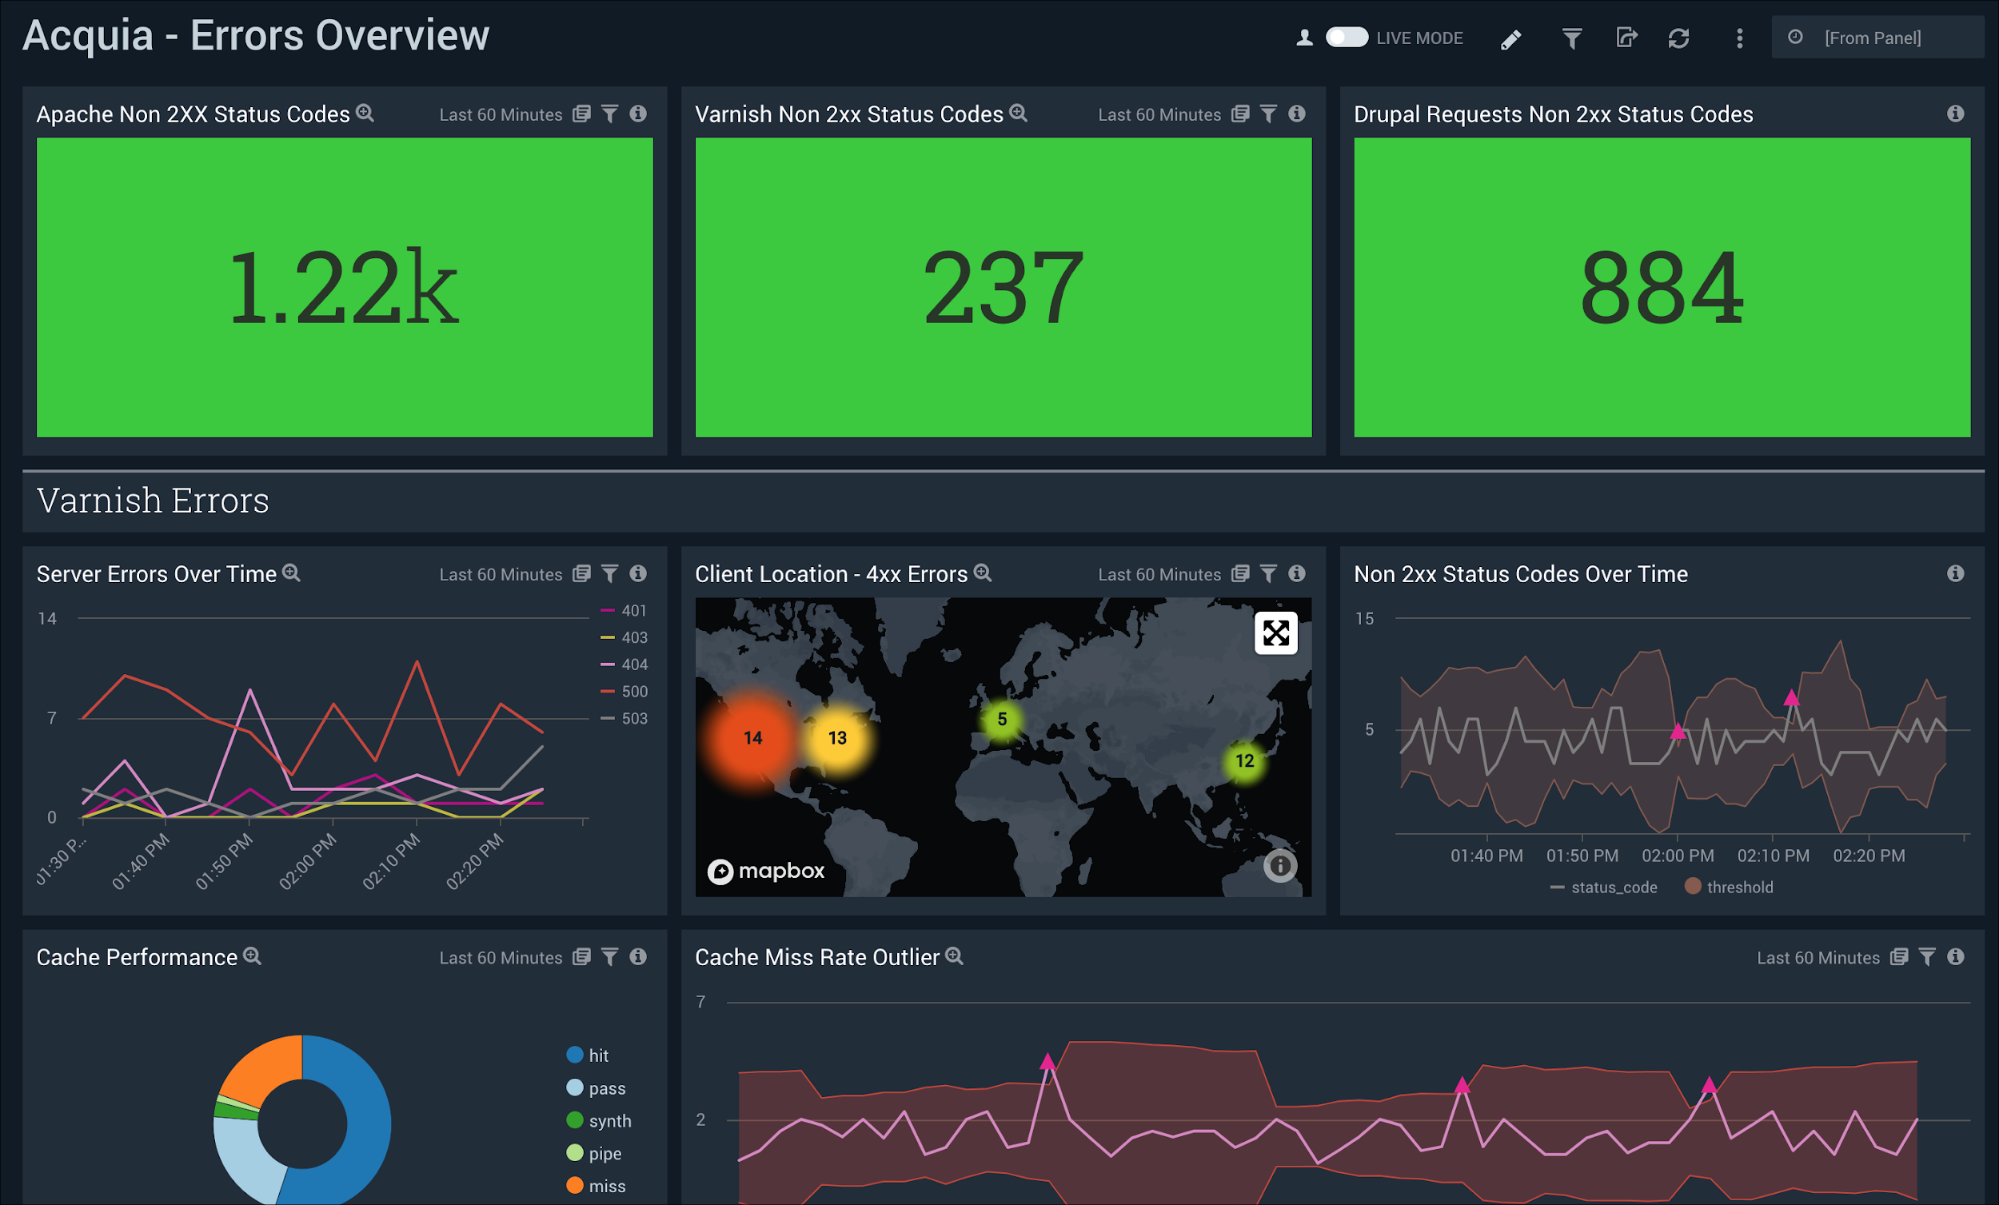 Acquia - Errors Overview
LIVE MODE
[From Panel]
Apache Non 2XX Status Codes
Last 60 Minutes
1.22k
Varnish Non 2xx Status Codes
Last 60 Minutes
237
Drupal Requests Non 2xx Status Codes
884
Varnish Errors
Server Errors Over Time
Last 60 Minutes
14
7
0
01:30 P...
01:40 PM
01:50 PM
02:00 PM
02:10 PM
02:20 PM
401
403
404
500
503
Client Location - 4xx Errors
Last 60 Minutes
14
13
5
12
mapbox
Non 2xx Status Codes Over Time
15
5
01:40 PM
01:50 PM
02:00 PM
02:10 PM
02:20 PM
status_code
threshold
Cache Performance
Last 60 Minutes
hit
pass
synth
pipe
miss
Cache Miss Rate Outlier
Last 60 Minutes
7
2